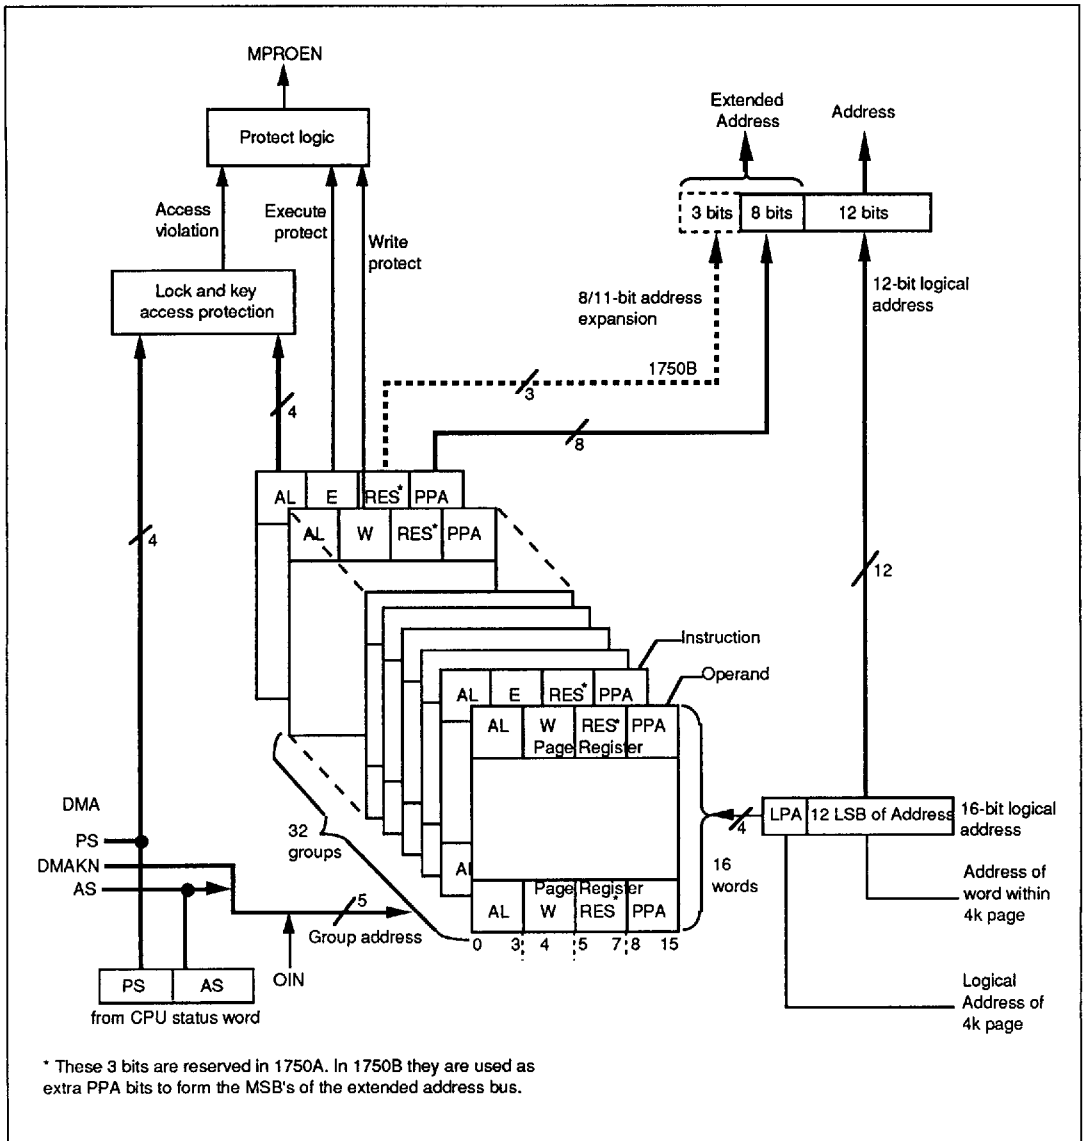 MPROEN
Protect logic
Extended
Address
Address
3 bits
8 bits
12 bits
Access
violation
Execute
protect
Write
protect
Lock and key
access protection
8/11-bit address
expansion
12-bit logical
address
1750B
3
4
8
AL E RES* PPA
AL W RES* PPA
4
12
Instruction
Operand
AL E RES* PPA
AL W RES* PPA
Page Register
DMA
PS
DMAKN
AS
32
groups
4
LPA
12 LSB of Address
16-bit logical
address
16
words
Address of
word within
4k page
5
Group address
Page Register
AL W RES* PPA
0 3 4 5 7 8 15
OIN
PS AS
from CPU status word
Logical
Address of
4k page
* These 3 bits are reserved in 1750A. In 1750B they are used as
extra PPA bits to form the MSB's of the extended address bus.